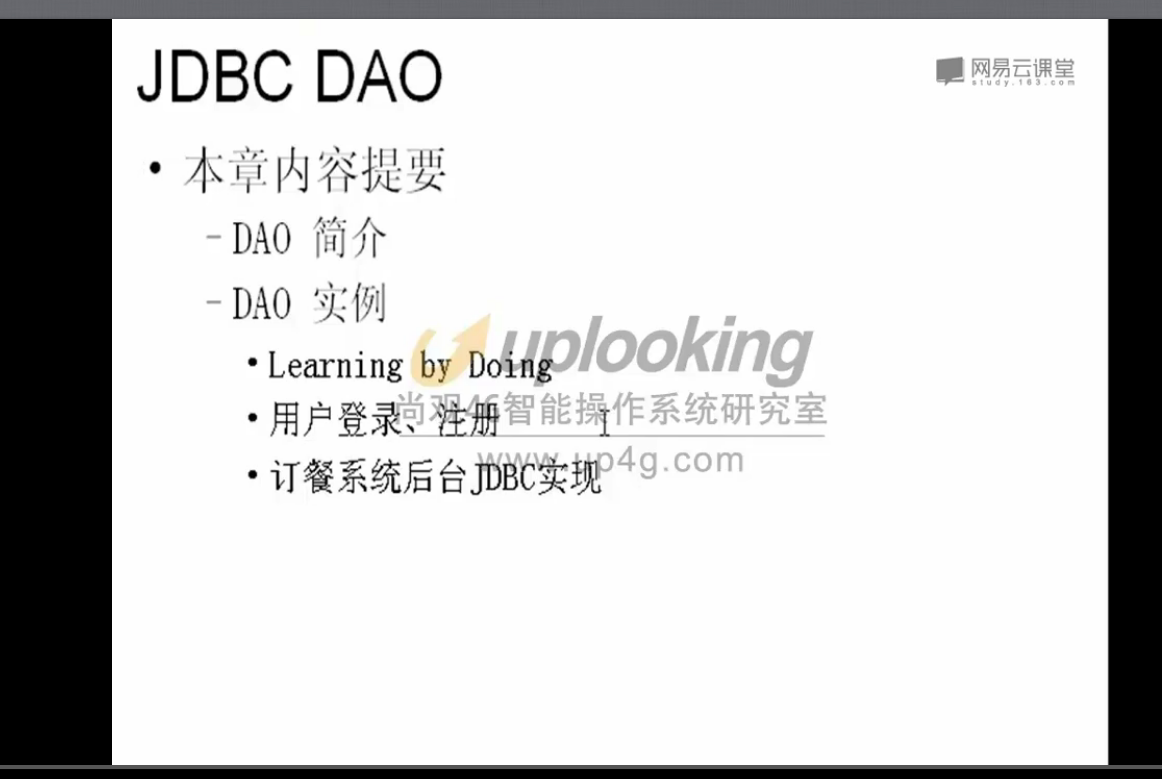 JDBC DAO
网易云课堂
study.163.com
• 本章内容提要
– DAO 简介
– DAO 实例
• Learning by Doing
• 用户登录、注册
• 订餐系统后台JDBC实现
uplooking
尚观4G智能操作系统研究室
www.up4g.com